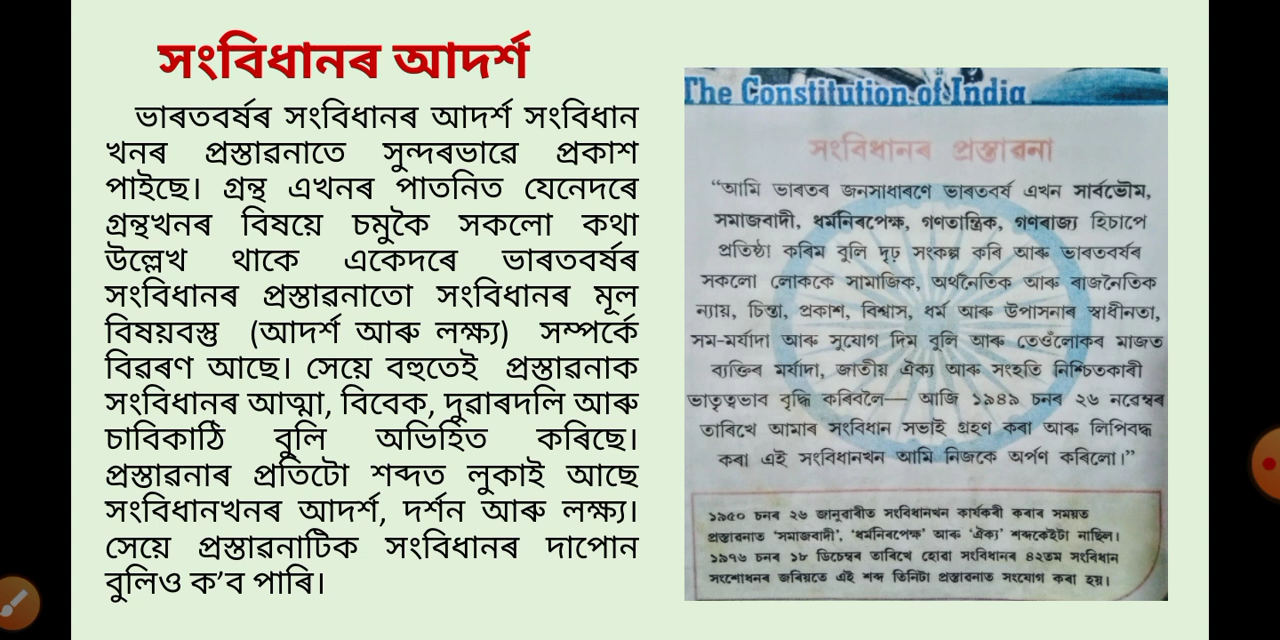 সংবিধানৰ আদৰ্শ
ভাৰতবৰ্ষৰ সংবিধানৰ আদৰ্শ সংবিধান
খনৰ প্ৰস্তাৱনাতে সুন্দৰভাৱে প্ৰকাশ
পাইছে। গ্ৰন্থ এখনৰ পাতনিত যেনেদৰে
গ্ৰন্থখনৰ বিষয়ে চমুকৈ সকলো কথা
উল্লেখ থাকে একেদৰে ভাৰতবৰ্ষৰ
সংবিধানৰ প্ৰস্তাৱনাতো সংবিধানৰ মূল
বিষয়বস্তু (আদৰ্শ আৰু লক্ষ্য) সম্পৰ্কে
বিৱৰণ আছে। সেয়ে বহুতেই প্ৰস্তাৱনাক
সংবিধানৰ আত্মা, বিবেক, দুৱাৰদলি আৰু
চাবিকাঠি বুলি অভিহিত কৰিছে।
প্ৰস্তাৱনাৰ প্ৰতিটো শব্দত লুকাই আছে
সংবিধানখনৰ আদৰ্শ, দৰ্শন আৰু লক্ষ্য।
সেয়ে প্ৰস্তাৱনাটিক সংবিধানৰ দাপোন
বুলিও ক’ব পাৰি।
The Constitution of India
সংবিধানৰ প্ৰস্তাৱনা
“আমি ভাৰতৰ জনসাধাৰণে ভাৰতবৰ্ষ এখন সাৰ্বভৌম,
সমাজবাদী, ধৰ্মনিৰপেক্ষ, গণতান্ত্ৰিক, গণৰাজ্য হিচাপে
প্ৰতিষ্ঠা কৰিম বুলি দৃঢ় সংকল্প কৰি আৰু ভাৰতবৰ্ষৰ
সকলো লোককে সামাজিক, অৰ্থনৈতিক আৰু ৰাজনৈতিক
ন্যায়, চিন্তা, প্ৰকাশ, বিশ্বাস, ধৰ্ম আৰু উপাসনাৰ স্বাধীনতা,
সম-মৰ্যাদা আৰু সুযোগ দিম বুলি আৰু তেওঁলোকৰ মাজত
ব্যক্তিৰ মৰ্যাদা, জাতীয় ঐক্য আৰু সংহতি নিশ্চিতকাৰী
ভাতৃত্বভাব বৃদ্ধি কৰিবলৈ— আজি ১৯৪৯ চনৰ ২৬ নৱেম্বৰ
তাৰিখে আমাৰ সংবিধান সভাই গ্ৰহণ কৰা আৰু লিপিবদ্ধ
কৰা এই সংবিধানখন আমি নিজকে অৰ্পণ কৰিলো।”
১৯৫০ চনৰ ২৬ জানুৱাৰীত সংবিধানখন কাৰ্যকৰী কৰাৰ সময়ত
প্ৰস্তাৱনাত ‘সমাজবাদী’, ‘ধৰ্মনিৰপেক্ষ’ আৰু ‘ঐক্য’ শব্দকেইটা নাছিল।
১৯৭৬ চনৰ ১৮ ডিচেম্বৰ তাৰিখে হোৱা সংবিধানৰ ৪২তম সংবিধান
সংশোধনৰ জৰিয়তে এই শব্দ তিনিটা প্ৰস্তাৱনাত সংযোগ কৰা হয়।